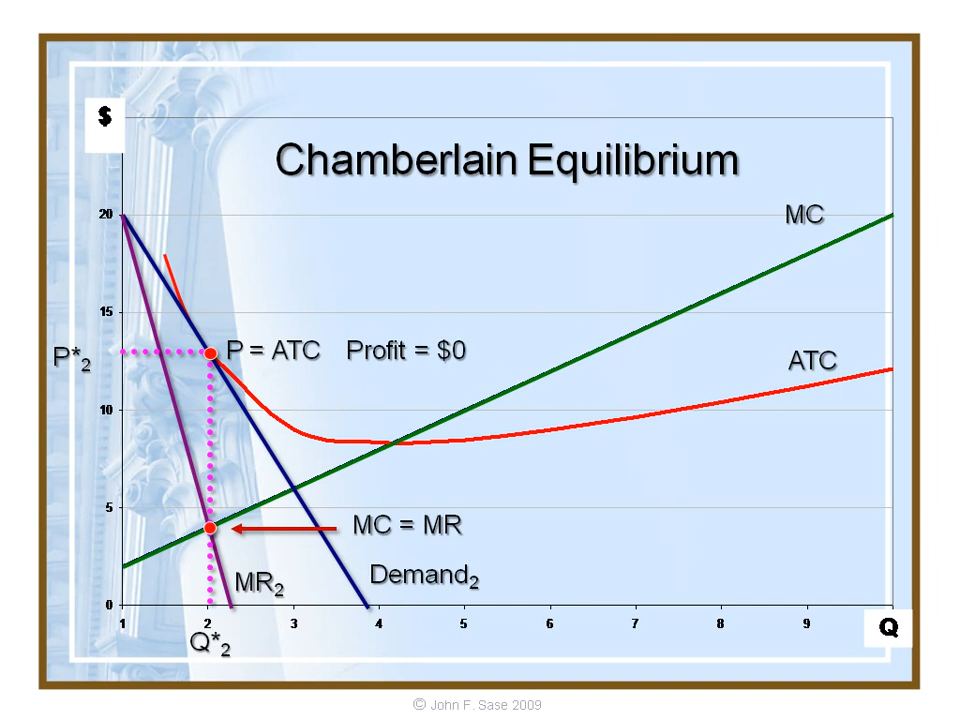 $
Chamberlain Equilibrium
20
MC
15
P*2
P = ATC Profit = $0
ATC
10
5
MC = MR
MR2
Demand2
0
1 2 3 4 5 6 7 8 9
Q
Q*2
© John F. Sase 2009